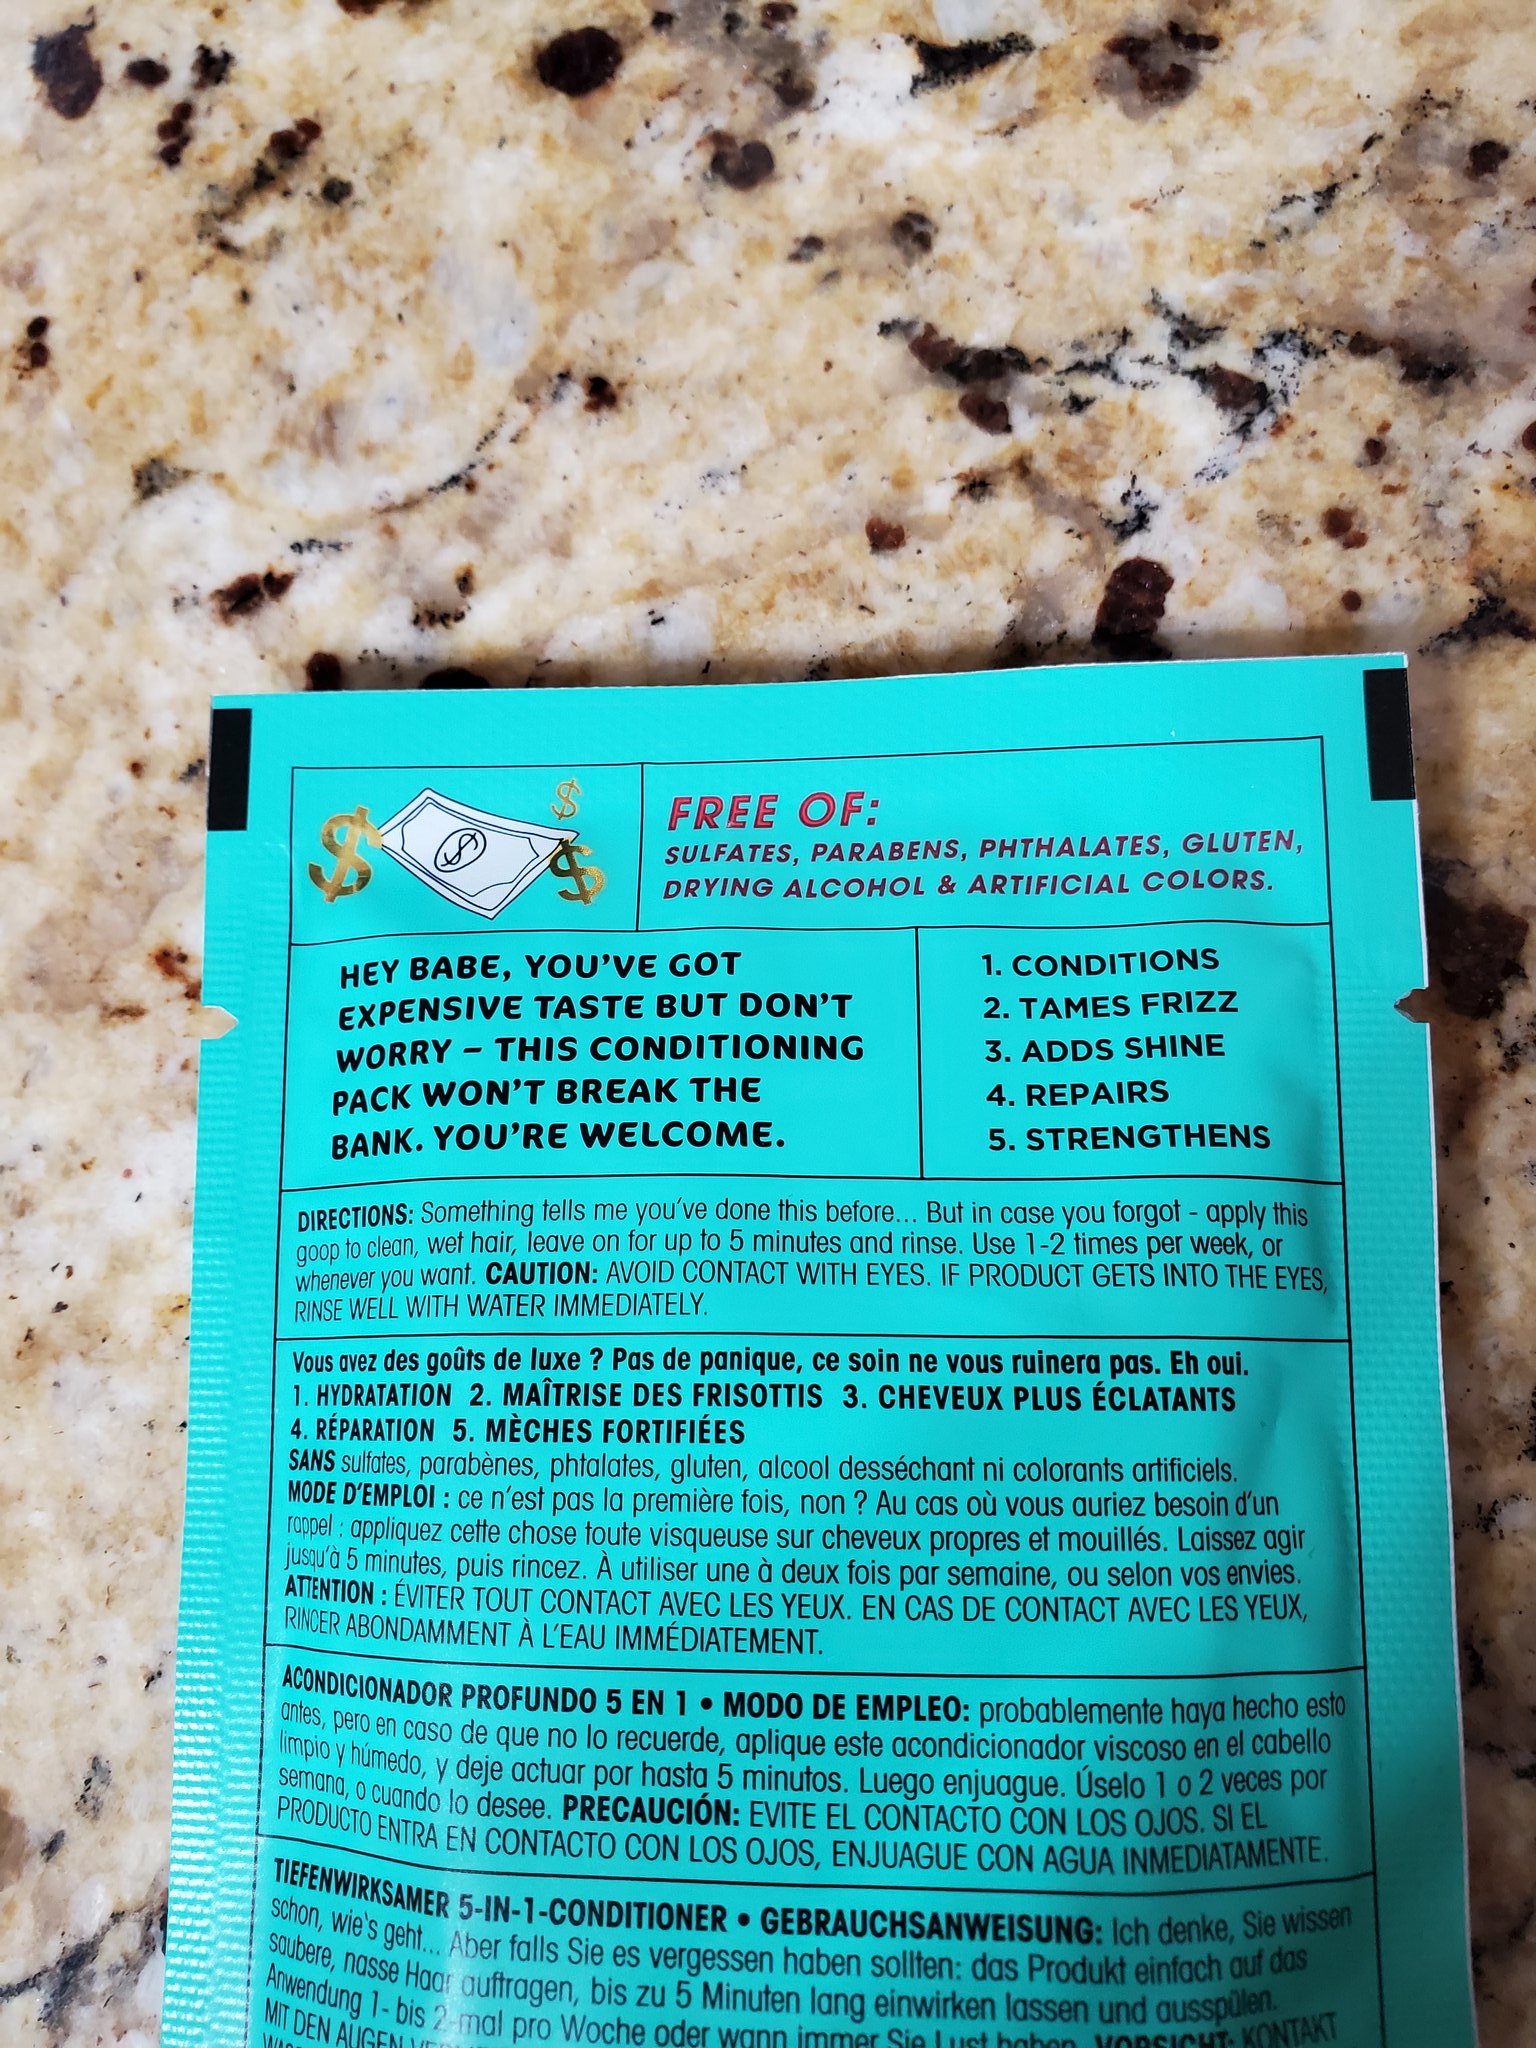 FREE OF:
SULFATES, PARABENS, PHTHALATES, GLUTEN,
DRYING ALCOHOL & ARTIFICIAL COLORS.
HEY BABE, YOU'VE GOT
EXPENSIVE TASTE BUT DON'T
WORRY – THIS CONDITIONING
PACK WON'T BREAK THE
BANK. YOU'RE WELCOME.
1. CONDITIONS
2. TAMES FRIZZ
3. ADDS SHINE
4. REPAIRS
5. STRENGTHENS
DIRECTIONS: Something tells me you've done this before... But in case you forgot - apply this
goop to clean, wet hair, leave on for up to 5 minutes and rinse. Use 1-2 times per week, or
whenever you want. CAUTION: AVOID CONTACT WITH EYES. IF PRODUCT GETS INTO THE EYES,
RINSE WELL WITH WATER IMMEDIATELY.
Vous avez des goûts de luxe ? Pas de panique, ce soin ne vous ruinera pas. Eh oui.
1. HYDRATATION 2. MAÎTRISE DES FRISOTTIS 3. CHEVEUX PLUS ÉCLATANTS
4. RÉPARATION 5. MÈCHES FORTIFIÉES
SANS sulfates, parabènes, phtalates, gluten, alcool desséchant ni colorants artificiels.
MODE D'EMPLOI : ce n'est pas la première fois, non ? Au cas où vous auriez besoin d'un
rappel : appliquez cette chose toute visqueuse sur cheveux propres et mouillés. Laissez agir
jusqu'à 5 minutes, puis rincez. À utiliser une à deux fois par semaine, ou selon vos envies.
ATTENTION : ÉVITER TOUT CONTACT AVEC LES YEUX. EN CAS DE CONTACT AVEC LES YEUX,
RINCER ABONDAMMENT À L'EAU IMMÉDIATEMENT.
ACONDICIONADOR PROFUNDO 5 EN 1 • MODO DE EMPLEO: probablemente haya hecho esto
antes, pero en caso de que no lo recuerde, aplique este acondicionador viscoso en el cabello
limpio y húmedo, y deje actuar por hasta 5 minutos. Luego enjuague. Úselo 1 o 2 veces por
semana, o cuando lo desee. PRECAUCIÓN: EVITE EL CONTACTO CON LOS OJOS. SI EL
PRODUCTO ENTRA EN CONTACTO CON LOS OJOS, ENJUAGUE CON AGUA INMEDIATAMENTE.
TIEFENWIRKSAMER 5-IN-1-CONDITIONER • GEBRAUCHSANWEISUNG: Ich denke, Sie wissen
schon, wie's geht... Aber falls Sie es vergessen haben sollten: das Produkt einfach auf das
saubere, nasse Haar auftragen, bis zu 5 Minuten lang einwirken lassen und ausspülen.
Anwendung 1- bis 2-mal pro Woche oder wann immer Sie Lust haben. VORSICHT: KONTAKT
MIT DEN AUGEN